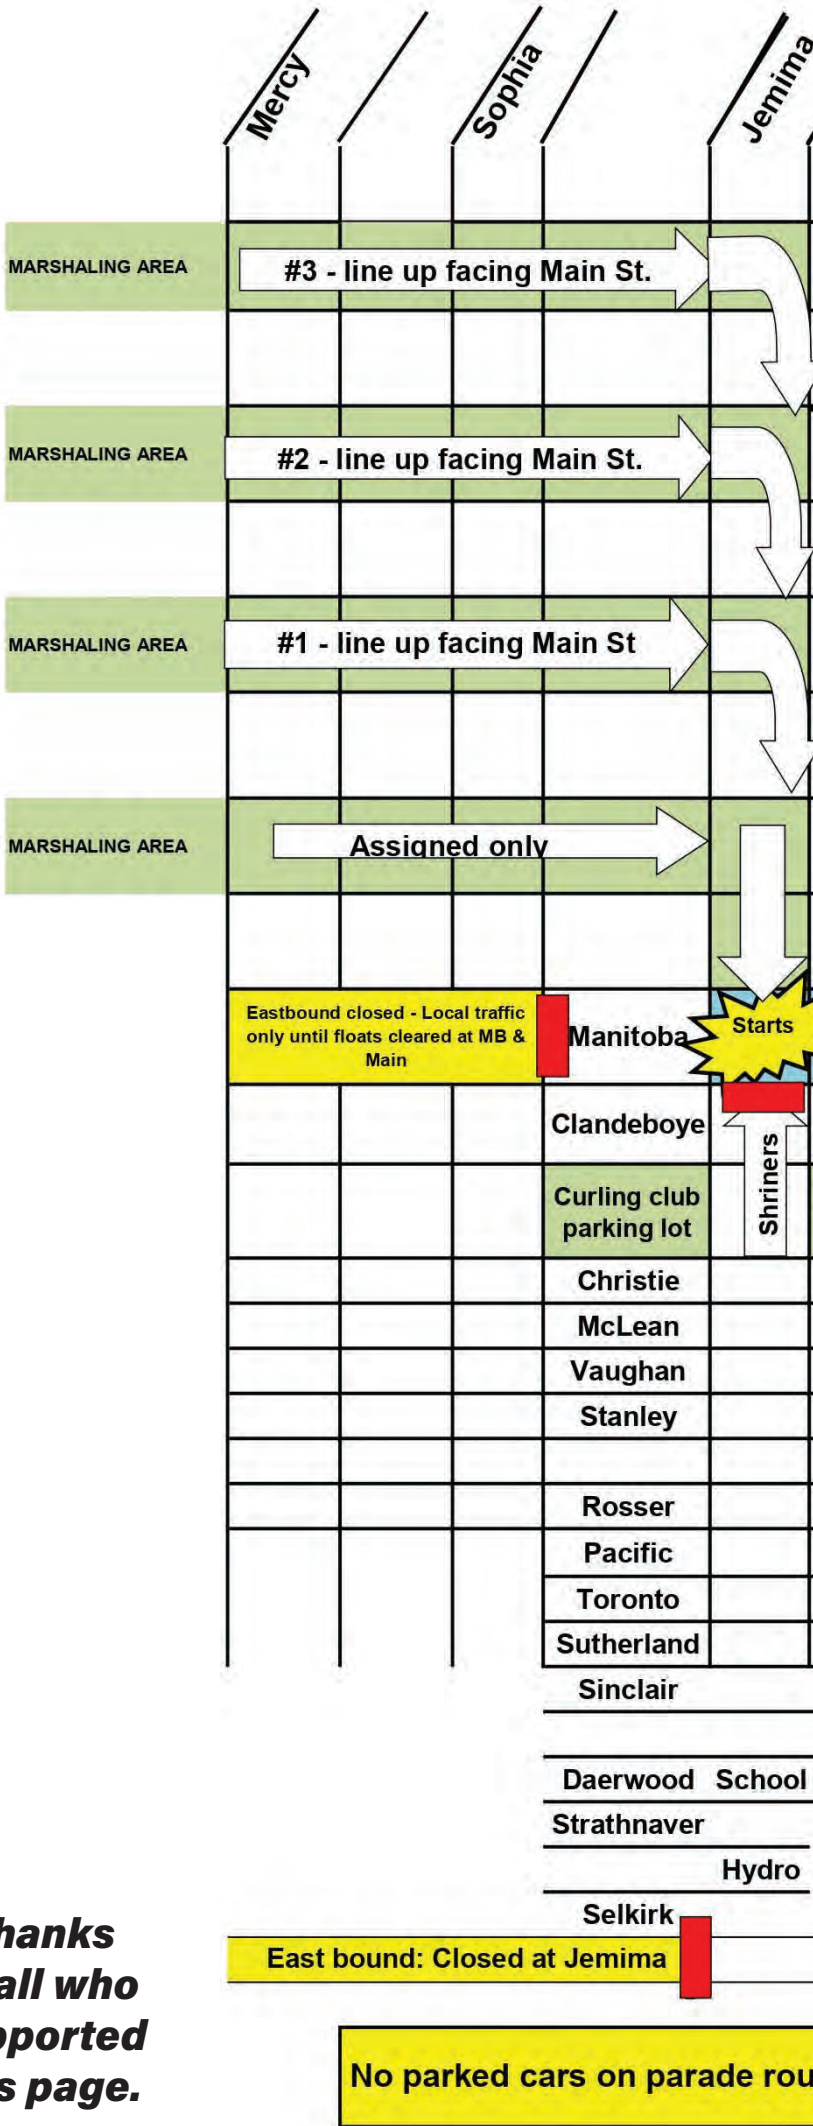 Mercy
Sophia
Jemima
MARSHALING AREA
#3 - line up facing Main St.
MARSHALING AREA
#2 - line up facing Main St.
MARSHALING AREA
#1 - line up facing Main St
MARSHALING AREA
Assigned only
Eastbound closed - Local traffic
only until floats cleared at MB &
Main
Manitoba
Starts
Clandeboye
Shriners
Curling club
parking lot
Christie
McLean
Vaughan
Stanley
Rosser
Pacific
Toronto
Sutherland
Sinclair
Daerwood School
Strathnaver
Hydro
Selkirk
East bound: Closed at Jemima
hanks
all who
pported
s page.
No parked cars on parade rou